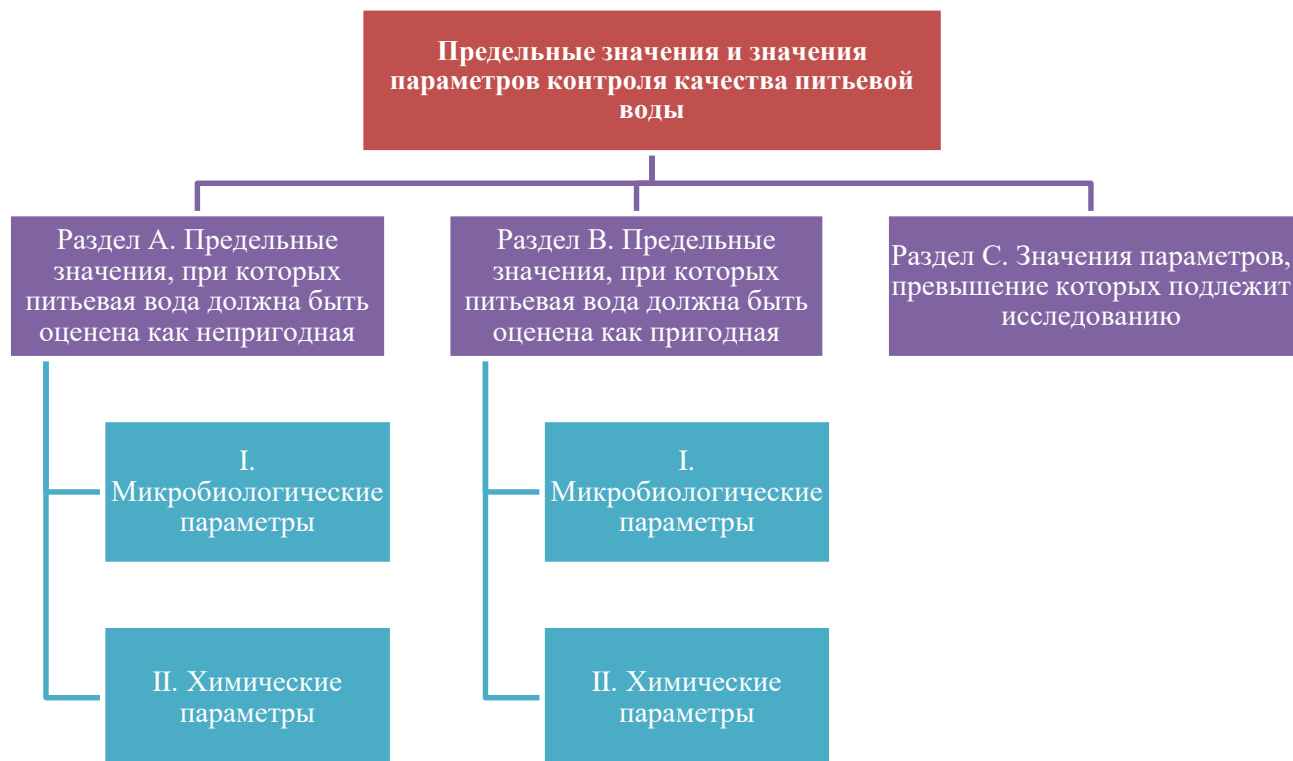 Предельные значения и значения
параметров контроля качества питьевой
воды
Раздел А. Предельные
значения, при которых
питьевая вода должна быть
оценена как непригодная
Раздел В. Предельные
значения, при которых
питьевая вода должна быть
оценена как пригодная
Раздел С. Значения параметров,
превышение которых подлежит
исследованию
I.
Микробиологические
параметры
I.
Микробиологические
параметры
II. Химические
параметры
II. Химические
параметры